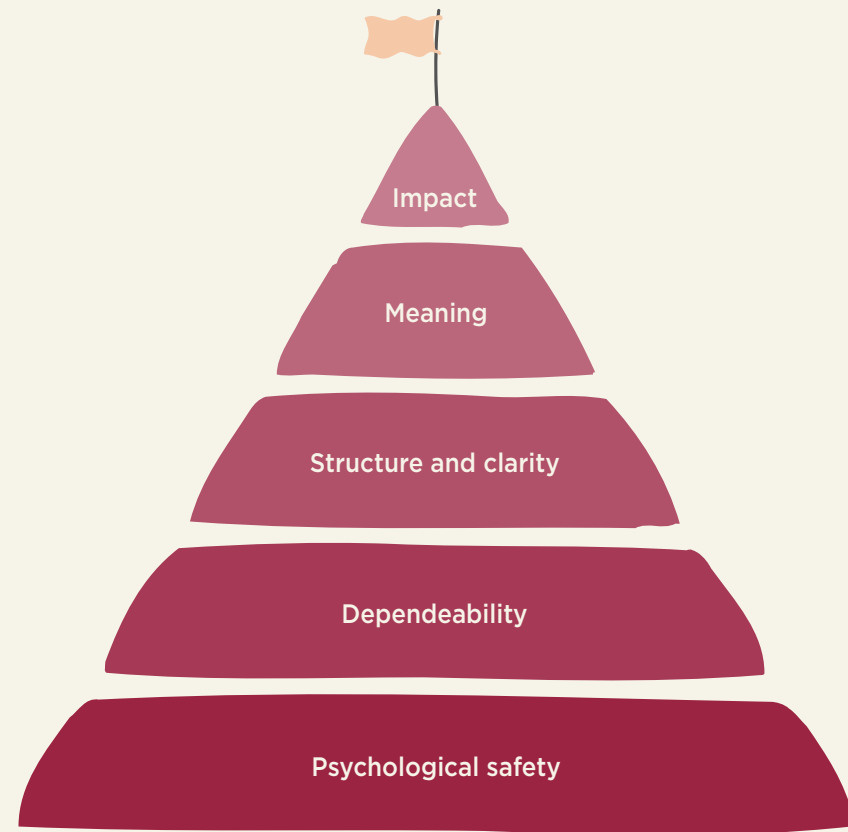 Impact
Meaning
Structure and clarity
Dependeability
Psychological safety